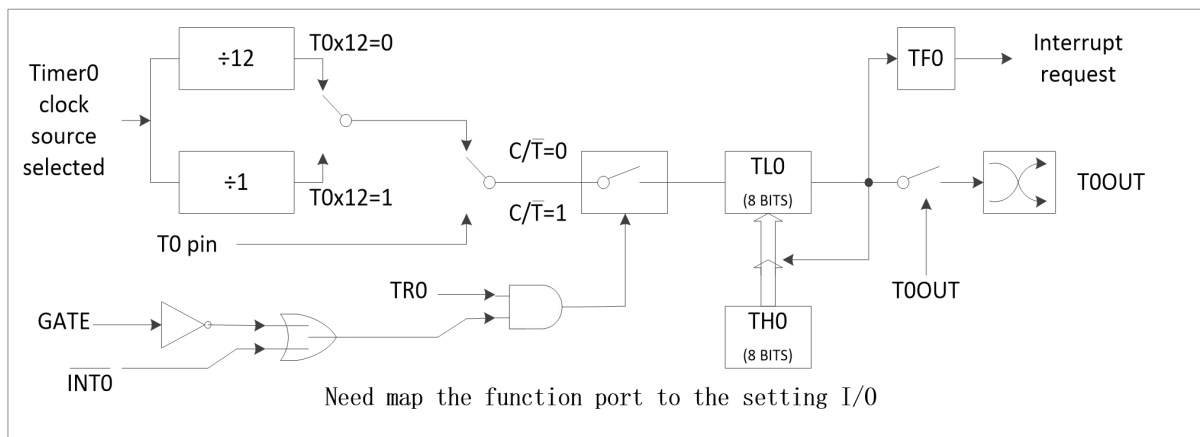 Timer0
clock
source
selected
÷12
÷1
T0x12=0
T0x12=1
T0 pin
C/T̅=0
C/T̅=1
TR0
GATE
I̅N̅T̅0̅
TL0
(8 BITS)
TH0
(8 BITS)
TF0
Interrupt
request
T0OUT
T0OUT
Need map the function port to the setting I/O